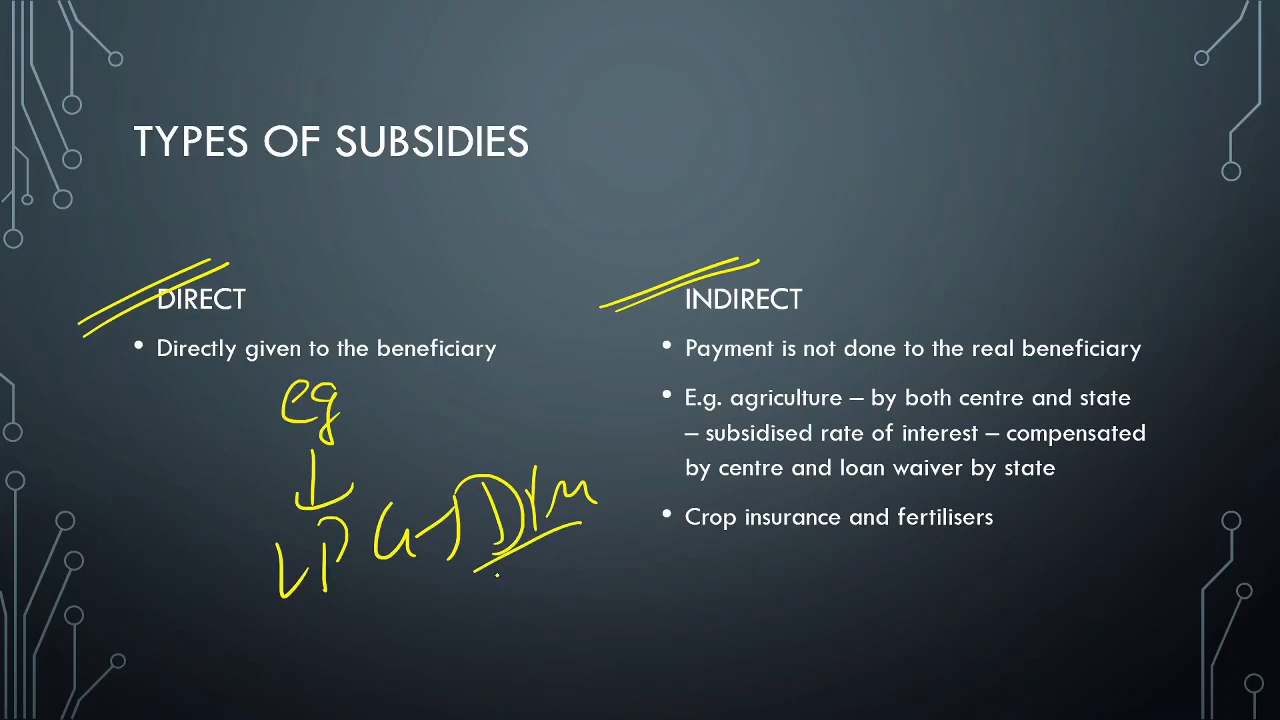 TYPES OF SUBSIDIES
DIRECT
• Directly given to the beneficiary
eg
LPG
INDIRECT
• Payment is not done to the real beneficiary
• E.g. agriculture – by both centre and state
– subsidised rate of interest – compensated
by centre and loan waiver by state
• Crop insurance and fertilisers